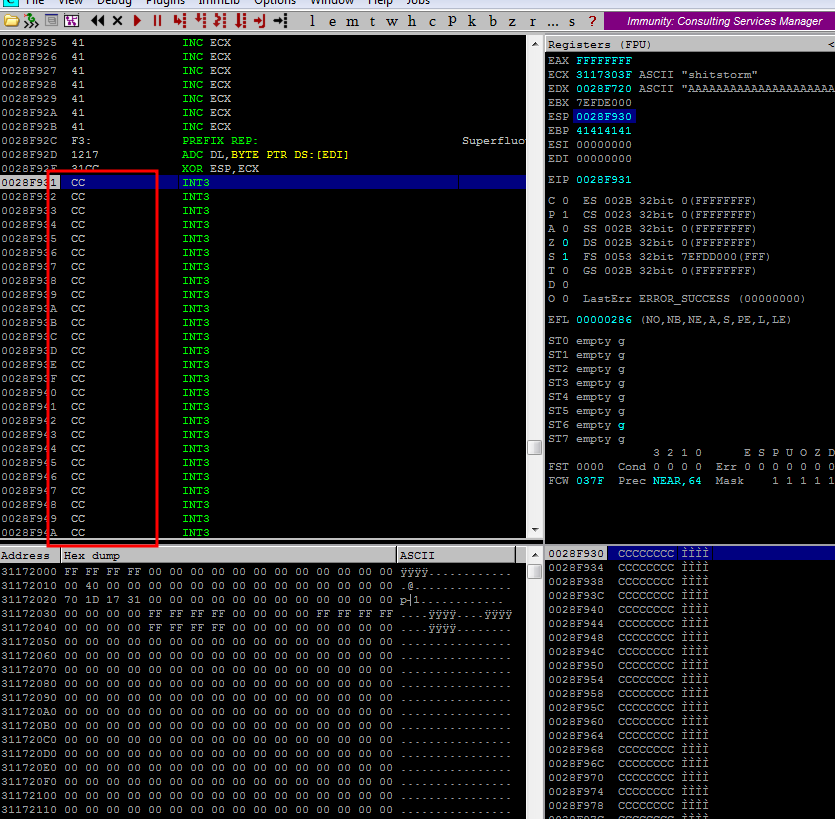 File View Debug Plugins ImmLib Options Window Help Jobs
l e m t w h c p k b z r ... s ?
Immunity: Consulting Services Manager
0028F925 41 INC ECX
0028F926 41 INC ECX
0028F927 41 INC ECX
0028F928 41 INC ECX
0028F929 41 INC ECX
0028F92A 41 INC ECX
0028F92B 41 INC ECX
0028F92C F3: PREFIX REP: Superfluo
0028F92D 1217 ADC DL,BYTE PTR DS:[EDI]
0028F92F 31CC XOR ESP,ECX
0028F931 CC INT3
0028F932 CC INT3
0028F933 CC INT3
0028F934 CC INT3
0028F935 CC INT3
0028F936 CC INT3
0028F937 CC INT3
0028F938 CC INT3
0028F939 CC INT3
0028F93A CC INT3
0028F93B CC INT3
0028F93C CC INT3
0028F93D CC INT3
0028F93E CC INT3
0028F93F CC INT3
0028F940 CC INT3
0028F941 CC INT3
0028F942 CC INT3
0028F943 CC INT3
0028F944 CC INT3
0028F945 CC INT3
0028F946 CC INT3
0028F947 CC INT3
0028F948 CC INT3
0028F949 CC INT3
0028F94A CC INT3
Registers (FPU) <
EAX FFFFFFFF
ECX 3117303F ASCII "shitstorm"
EDX 0028F720 ASCII "AAAAAAAAAAAAAAAAAAAAA
EBX 7EFDE000
ESP 0028F930
EBP 41414141
ESI 00000000
EDI 00000000
EIP 0028F931
C 0 ES 002B 32bit 0(FFFFFFFF)
P 1 CS 0023 32bit 0(FFFFFFFF)
A 0 SS 002B 32bit 0(FFFFFFFF)
Z 0 DS 002B 32bit 0(FFFFFFFF)
S 1 FS 0053 32bit 7EFDD000(FFF)
T 0 GS 002B 32bit 0(FFFFFFFF)
D 0
O 0 LastErr ERROR_SUCCESS (00000000)
EFL 00000286 (NO,NB,NE,A,S,PE,L,LE)
ST0 empty g
ST1 empty g
ST2 empty g
ST3 empty g
ST4 empty g
ST5 empty g
ST6 empty g
ST7 empty g
3 2 1 0 E S P U O Z D
FST 0000 Cond 0 0 0 0 Err 0 0 0 0 0 0 0
FCW 037F Prec NEAR,64 Mask 1 1 1 1 1
Address Hex dump ASCII
31172000 FF FF FF FF 00 00 00 00 00 00 00 00 00 00 00 00 ÿÿÿÿ............
31172010 00 40 00 00 00 00 00 00 00 00 00 00 00 00 00 00 .@..............
31172020 70 1D 17 31 00 00 00 00 00 00 00 00 00 00 00 00 p┤1............
31172030 00 00 00 00 FF FF FF FF 00 00 00 00 FF FF FF FF ....ÿÿÿÿ....ÿÿÿÿ
31172040 00 00 00 00 FF FF FF FF 00 00 00 00 00 00 00 00 ....ÿÿÿÿ........
31172050 00 00 00 00 00 00 00 00 00 00 00 00 00 00 00 00 ................
31172060 00 00 00 00 00 00 00 00 00 00 00 00 00 00 00 00 ................
31172070 00 00 00 00 00 00 00 00 00 00 00 00 00 00 00 00 ................
31172080 00 00 00 00 00 00 00 00 00 00 00 00 00 00 00 00 ................
31172090 00 00 00 00 00 00 00 00 00 00 00 00 00 00 00 00 ................
311720A0 00 00 00 00 00 00 00 00 00 00 00 00 00 00 00 00 ................
311720B0 00 00 00 00 00 00 00 00 00 00 00 00 00 00 00 00 ................
311720C0 00 00 00 00 00 00 00 00 00 00 00 00 00 00 00 00 ................
311720D0 00 00 00 00 00 00 00 00 00 00 00 00 00 00 00 00 ................
311720E0 00 00 00 00 00 00 00 00 00 00 00 00 00 00 00 00 ................
311720F0 00 00 00 00 00 00 00 00 00 00 00 00 00 00 00 00 ................
31172100 00 00 00 00 00 00 00 00 00 00 00 00 00 00 00 00 ................
31172110 00 00 00 00 00 00 00 00 00 00 00 00 00 00 00 00 ................
0028F930 CCCCCCCC ÌÌÌÌ
0028F934 CCCCCCCC ÌÌÌÌ
0028F938 CCCCCCCC ÌÌÌÌ
0028F93C CCCCCCCC ÌÌÌÌ
0028F940 CCCCCCCC ÌÌÌÌ
0028F944 CCCCCCCC ÌÌÌÌ
0028F948 CCCCCCCC ÌÌÌÌ
0028F94C CCCCCCCC ÌÌÌÌ
0028F950 CCCCCCCC ÌÌÌÌ
0028F954 CCCCCCCC ÌÌÌÌ
0028F958 CCCCCCCC ÌÌÌÌ
0028F95C CCCCCCCC ÌÌÌÌ
0028F960 CCCCCCCC ÌÌÌÌ
0028F964 CCCCCCCC ÌÌÌÌ
0028F968 CCCCCCCC ÌÌÌÌ
0028F96C CCCCCCCC ÌÌÌÌ
0028F970 CCCCCCCC ÌÌÌÌ
0028F974 CCCCCCCC ÌÌÌÌ
0028F978 CCCCCCCC ÌÌÌÌ
0028F97C CCCCCCCC ÌÌÌÌ